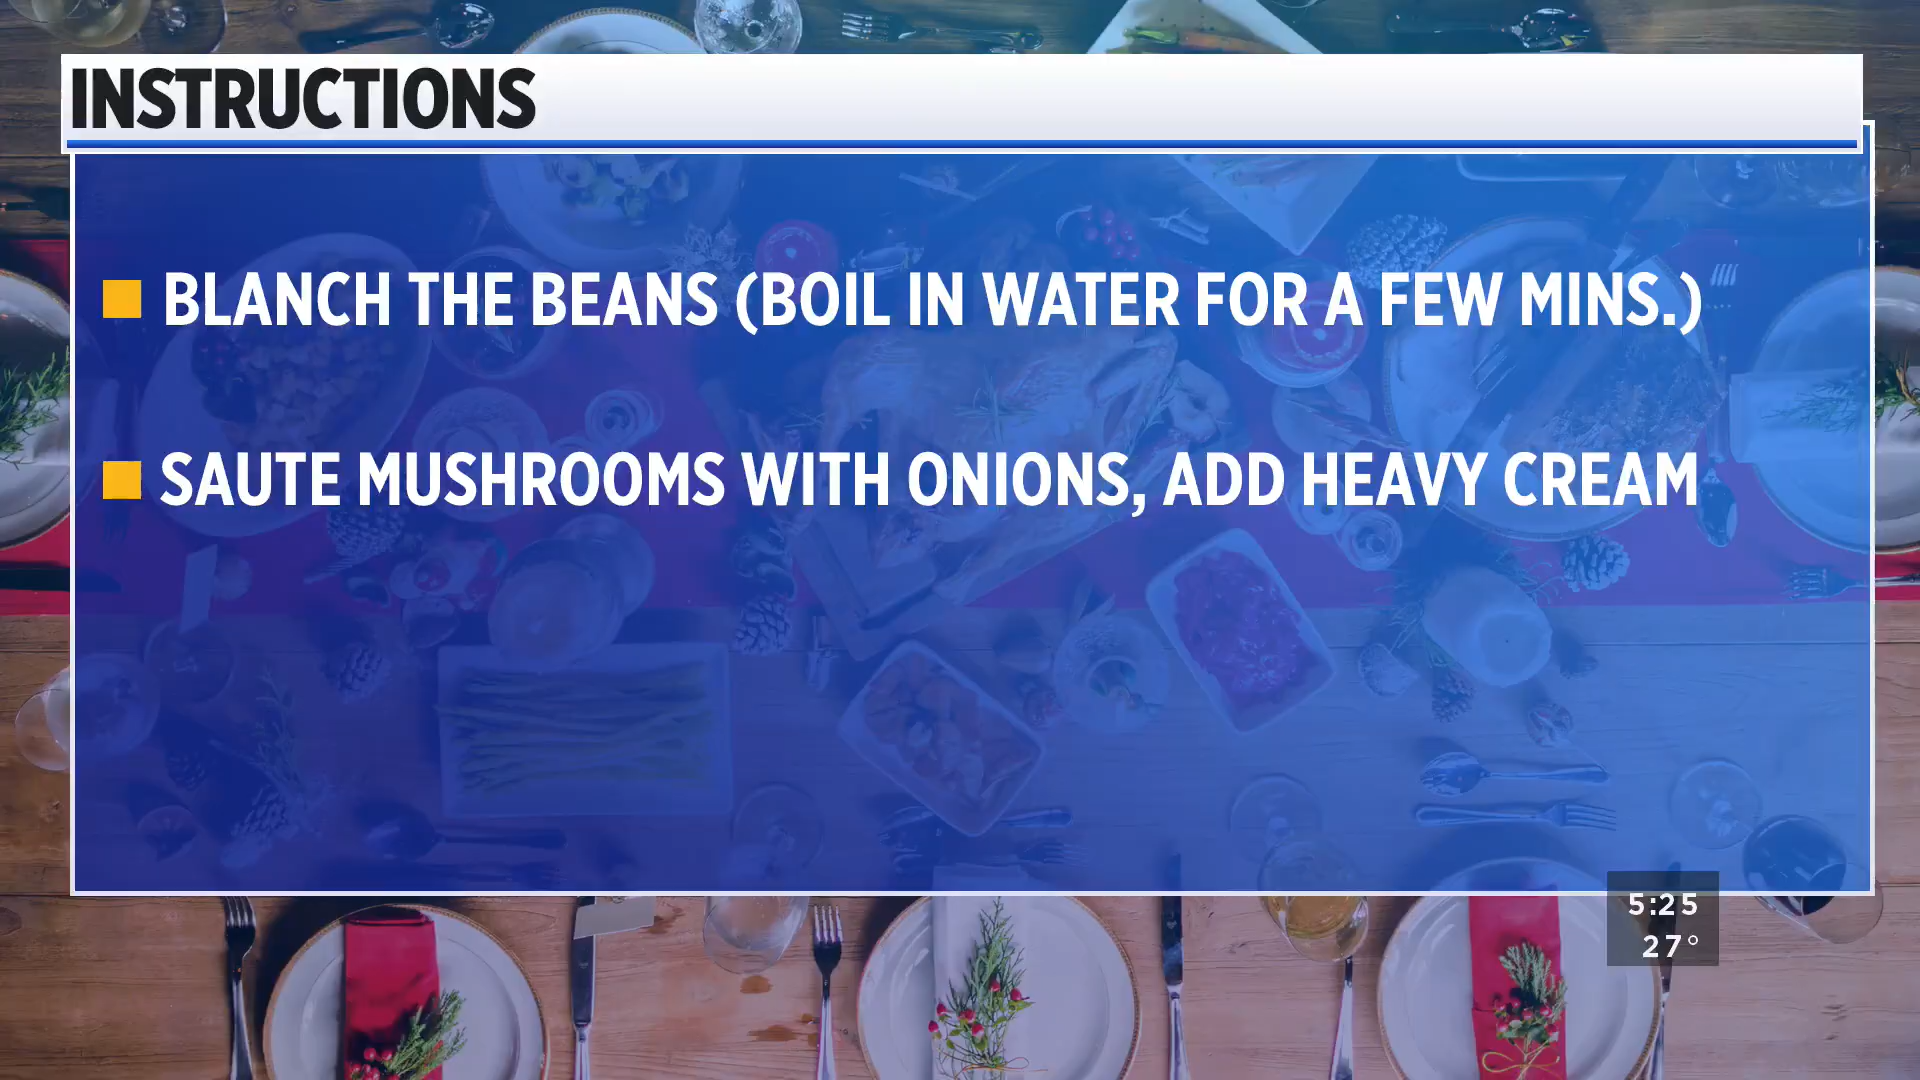 INSTRUCTIONS
BLANCH THE BEANS (BOIL IN WATER FOR A FEW MINS.)
SAUTE MUSHROOMS WITH ONIONS, ADD HEAVY CREAM
5:25
27°